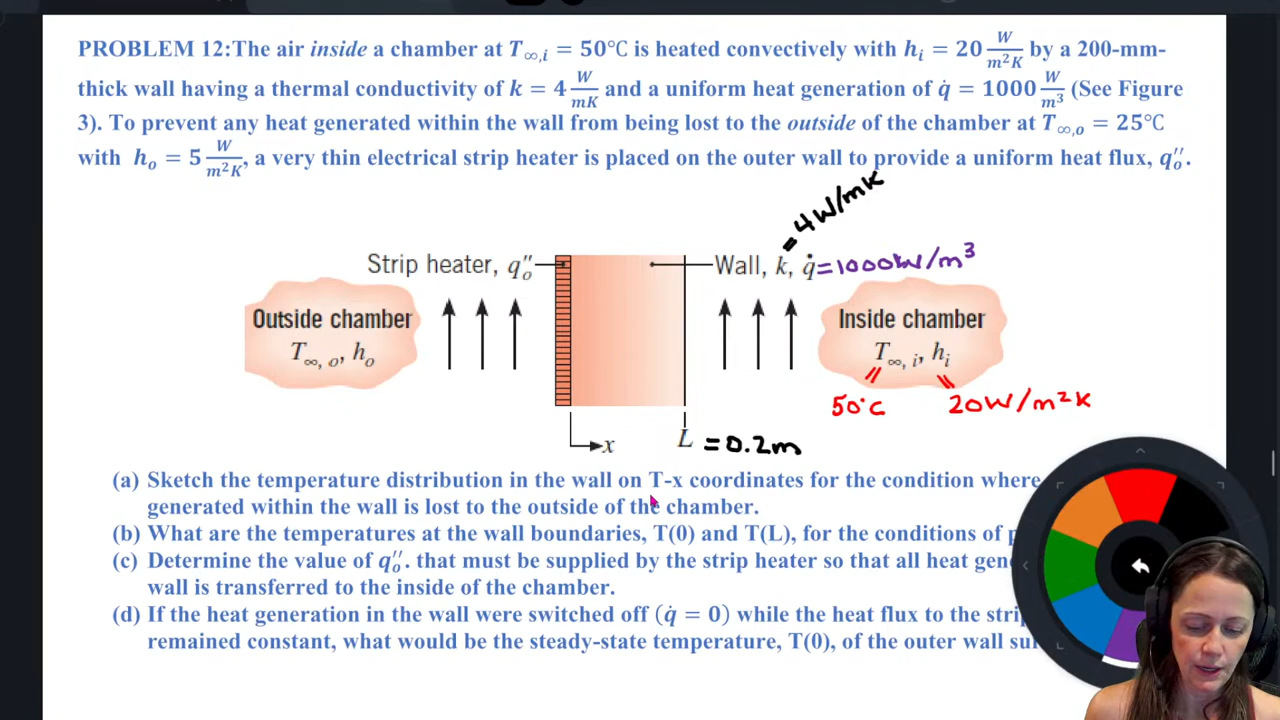 PROBLEM 12:The air inside a chamber at T∞,i = 50°C is heated convectively with hi = 20 W/m²K by a 200-mm-
thick wall having a thermal conductivity of k = 4 W/mK and a uniform heat generation of q̇ = 1000 W/m³ (See Figure
3). To prevent any heat generated within the wall from being lost to the outside of the chamber at T∞,o = 25°C
with ho = 5 W/m²K, a very thin electrical strip heater is placed on the outer wall to provide a uniform heat flux, qo″.
= 4W/mK
Strip heater, qo″
Wall, k, q̇ = 1000kW/m³
Outside chamber
T∞, o, ho
Inside chamber
T∞, i, hi
50°C
20W/m²K
x
L = 0.2m
(a) Sketch the temperature distribution in the wall on T-x coordinates for the condition where
generated within the wall is lost to the outside of the chamber.
(b) What are the temperatures at the wall boundaries, T(0) and T(L), for the conditions of
(c) Determine the value of qo″. that must be supplied by the strip heater so that all heat
wall is transferred to the inside of the chamber.
(d) If the heat generation in the wall were switched off (q̇ = 0) while the heat flux to the
remained constant, what would be the steady-state temperature, T(0), of the outer wall